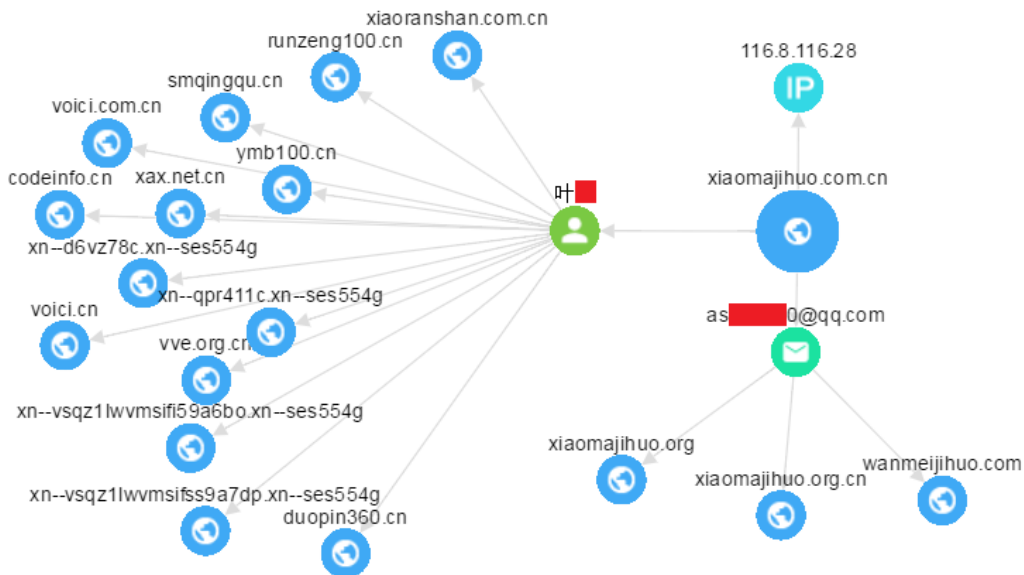 xiaoranshan.com.cn
runzeng100.cn
116.8.116.28
IP
smqingqu.cn
voici.com.cn
ymb100.cn
codeinfo.cn
xax.net.cn
xiaomajihuo.com.cn
叶
xn--d6vz78c.xn--ses554g
xn--qpr411c.xn--ses554g
voici.cn
as 0@qq.com
vve.org.cn
xn--vsqz1lwvmsifi59a6bo.xn--ses554g
xiaomajihuo.org
wanmeijihuo.com
xiaomajihuo.org.cn
xn--vsqz1lwvmsifss9a7dp.xn--ses554g
duopin360.cn